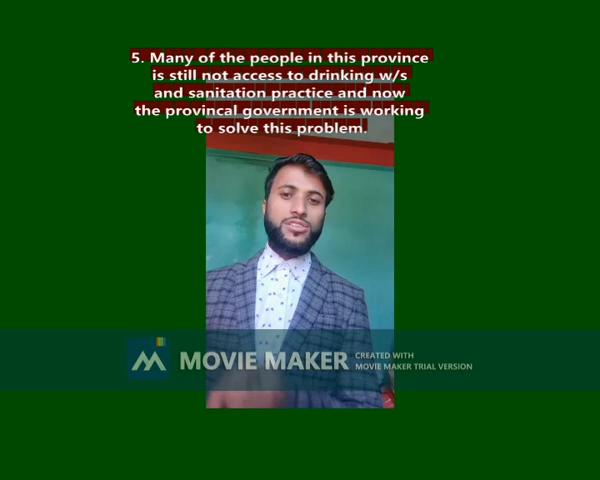 5. Many of the people in this province
is still not access to drinking w/s
and sanitation practice and now
the provincal government is working
to solve this problem.
MOVIE MAKER
CREATED WITH
MOVIE MAKER TRIAL VERSION